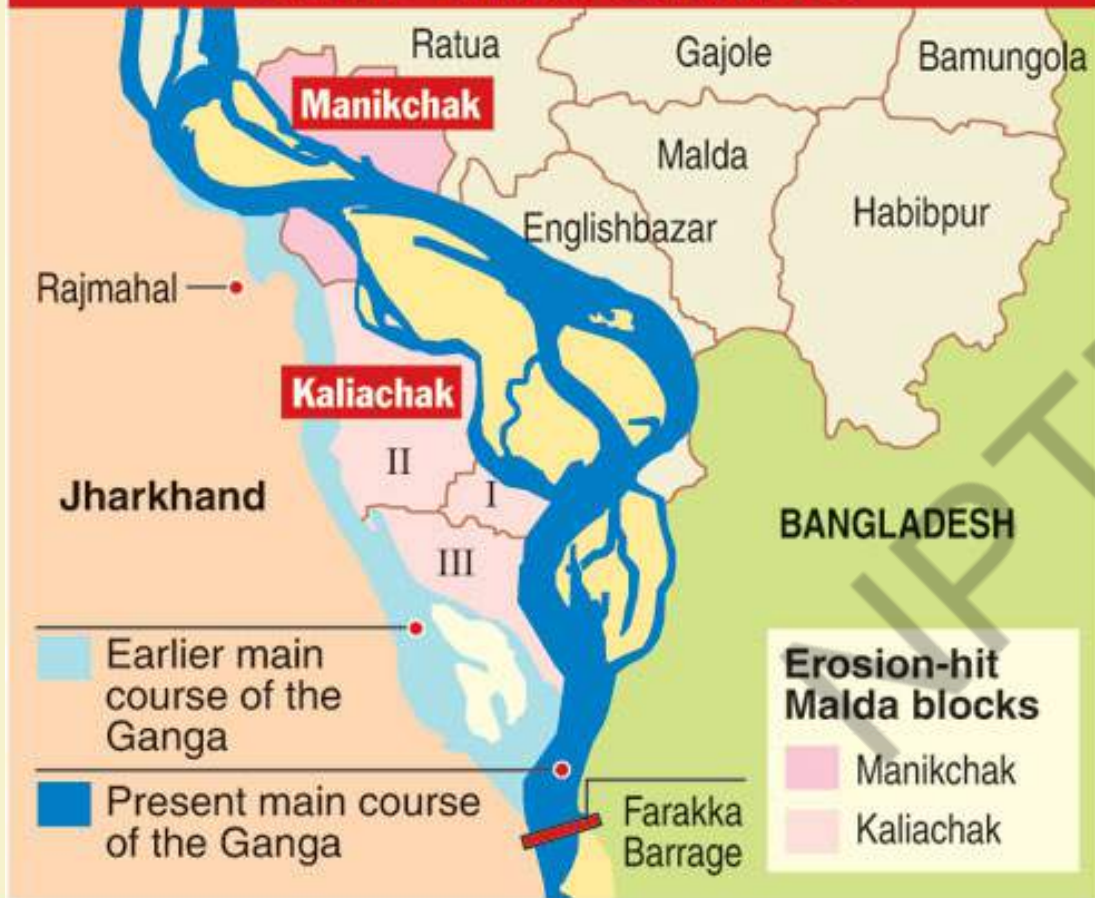 Ratua
Gajole
Bamungola
Manikchak
Malda
Englishbazar
Habibpur
Rajmahal
Kaliachak
II
I
Jharkhand
BANGLADESH
III
Earlier main
course of the
Ganga
Present main course
of the Ganga
Farakka
Barrage
Erosion-hit
Malda blocks
Manikchak
Kaliachak